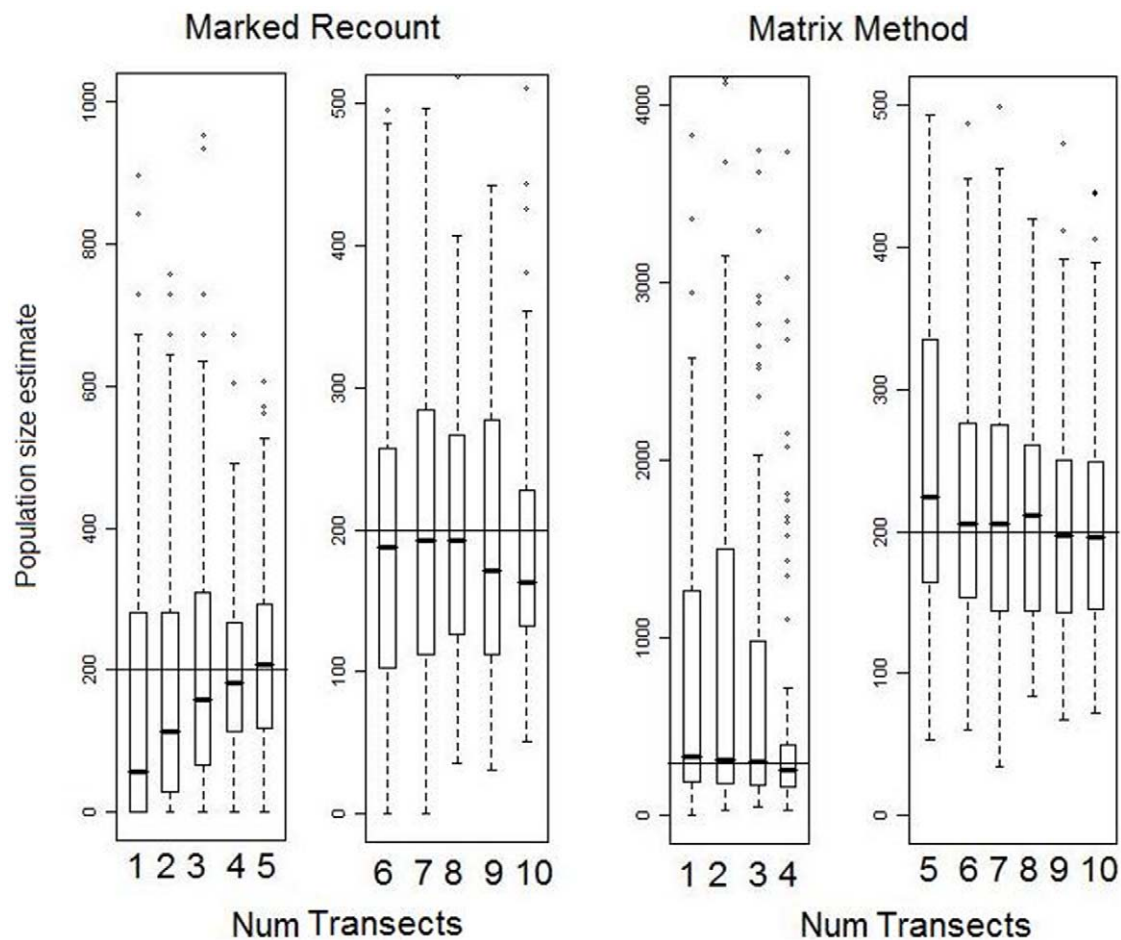 Marked Recount
Matrix Method
Population size estimate
0 200 400 600 800 1000
1 2 3 4 5
0 100 200 300 400 500
6 7 8 9 10
Num Transects
0 1000 2000 3000 4000
1 2 3 4
0 100 200 300 400 500
5 6 7 8 9 10
Num Transects